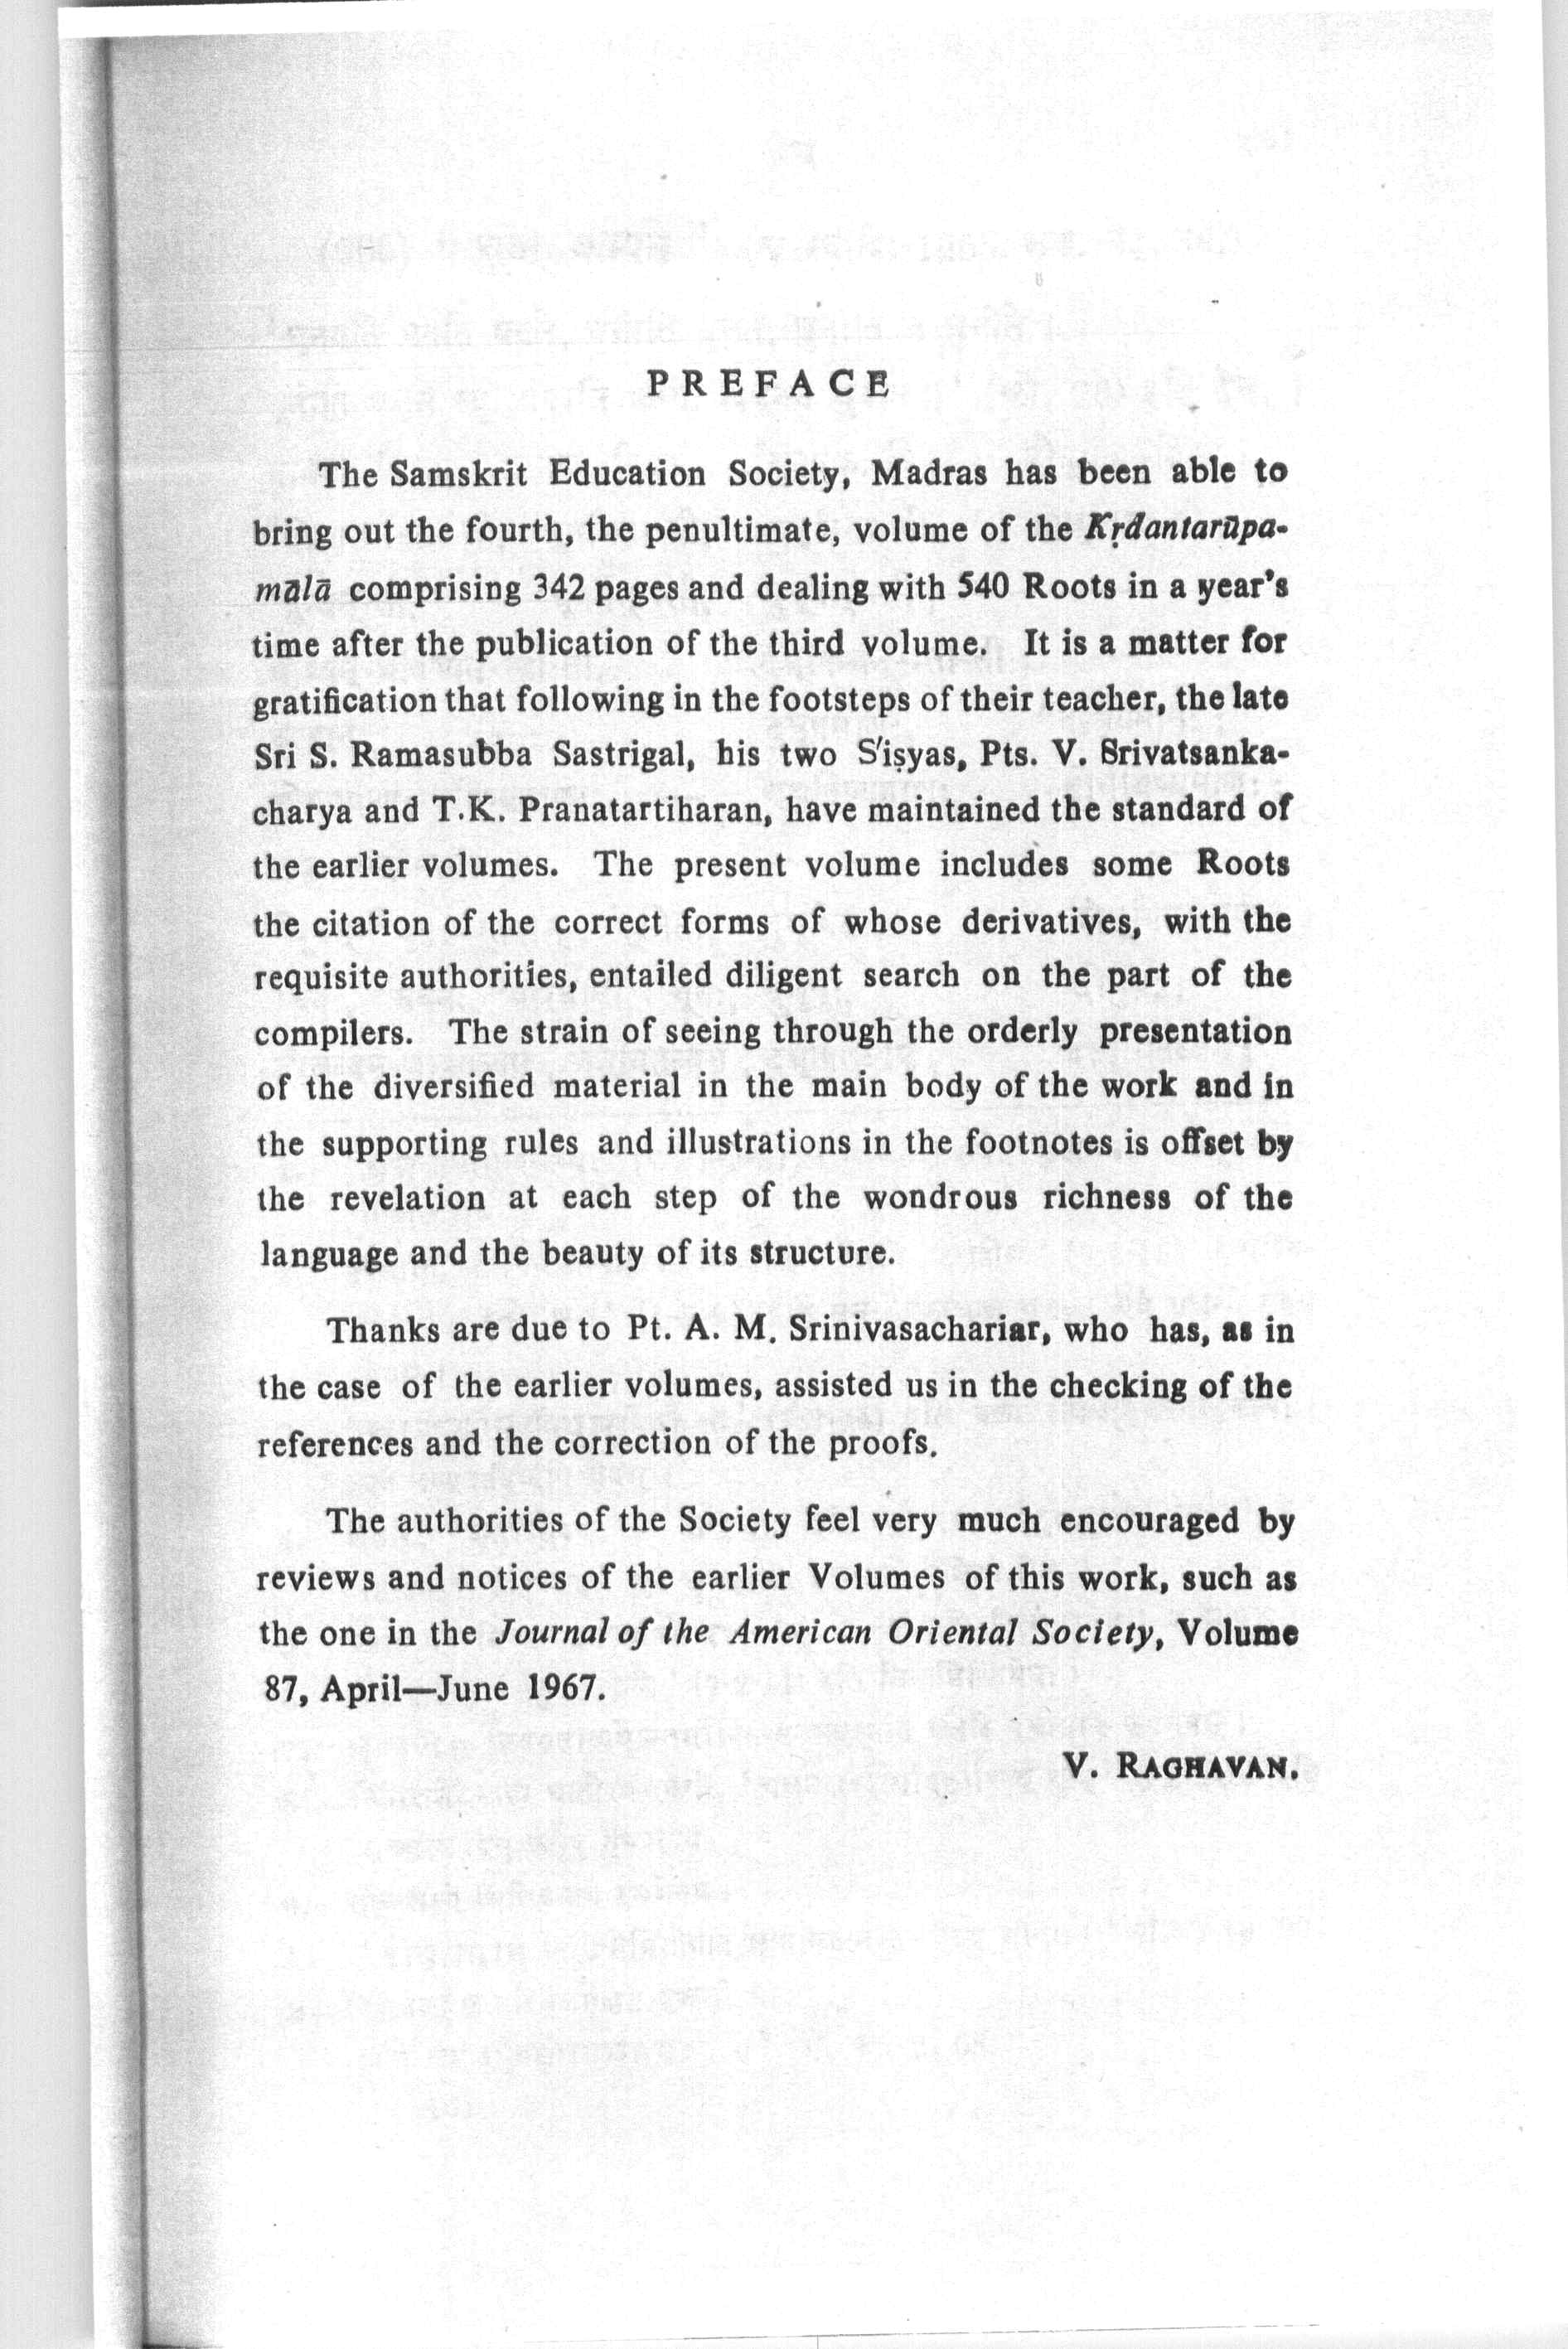 PREFACE
The Samskrit Education Society, Madras has been able to
bring out the fourth, the penultimate, volume of the Kṛdantarūpa-
mālā comprising 342 pages and dealing with 540 Roots in a year's
time after the publication of the third volume. It is a matter for
gratification that following in the footsteps of their teacher, the late
Sri S. Ramasubba Sastrigal, his two S'iṣyas, Pts. V. Srivatsanka-
charya and T.K. Pranatartiharan, have maintained the standard of
the earlier volumes. The present volume includes some Roots
the citation of the correct forms of whose derivatives, with the
requisite authorities, entailed diligent search on the part of the
compilers. The strain of seeing through the orderly presentation
of the diversified material in the main body of the work and in
the supporting rules and illustrations in the footnotes is offset by
the revelation at each step of the wondrous richness of the
language and the beauty of its structure.
Thanks are due to Pt. A. M. Srinivasachariar, who has, as in
the case of the earlier volumes, assisted us in the checking of the
references and the correction of the proofs.
The authorities of the Society feel very much encouraged by
reviews and notices of the earlier Volumes of this work, such as
the one in the Journal of the American Oriental Society, Volume
87, April—June 1967.
V. RAGHAVAN.